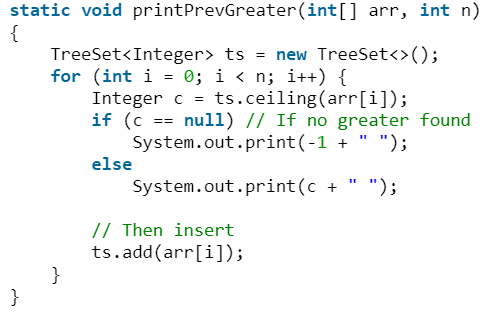 static void printPrevGreater(int[] arr, int n)
{
    TreeSet<Integer> ts = new TreeSet<>();
    for (int i = 0; i < n; i++) {
        Integer c = ts.ceiling(arr[i]);
        if (c == null) // If no greater found
            System.out.print(-1 + " ");
        else
            System.out.print(c + " ");

        // Then insert
        ts.add(arr[i]);
    }
}